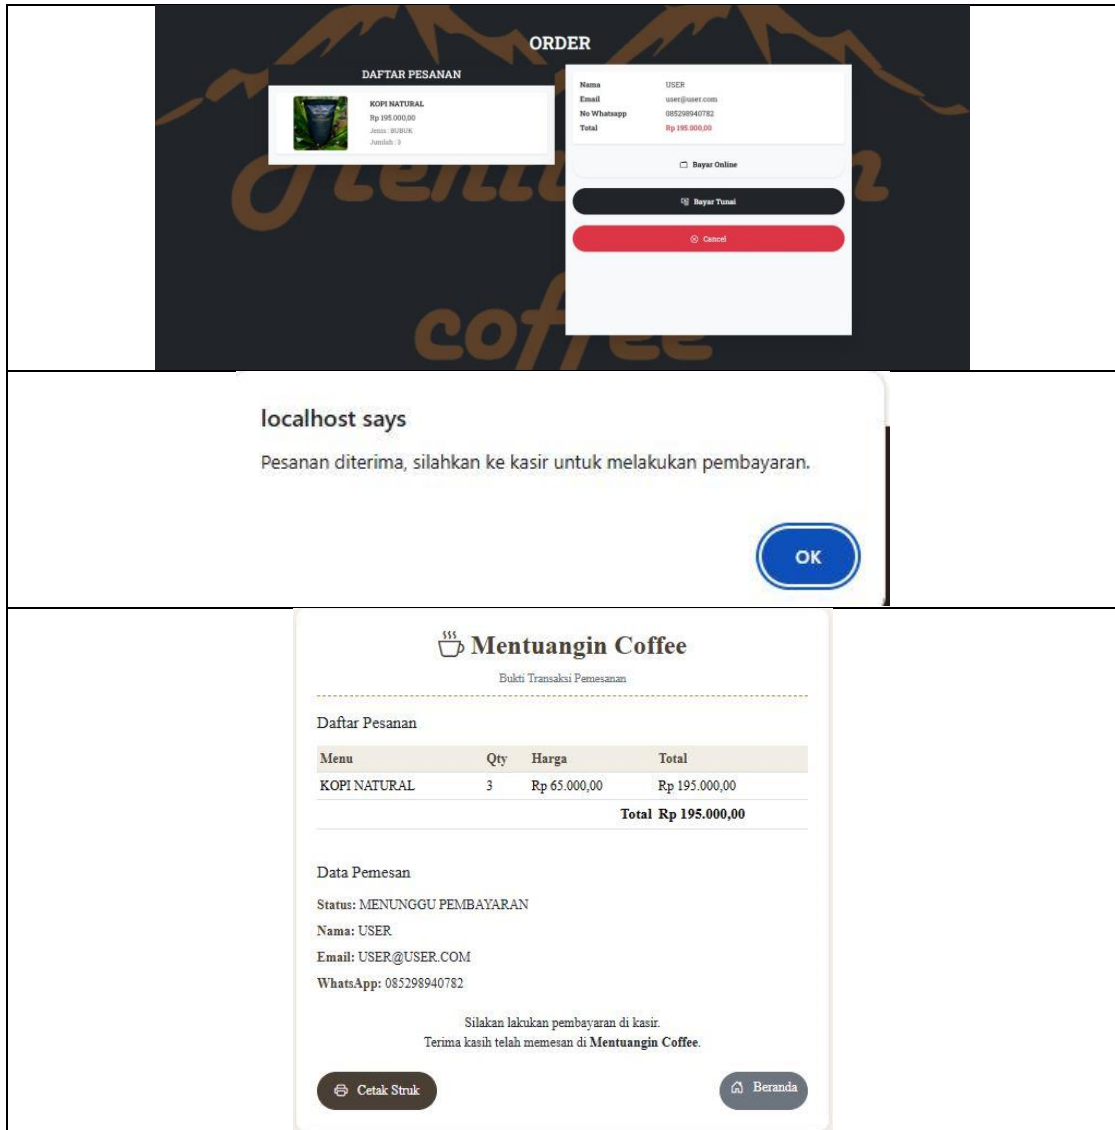 ORDER
DAFTAR PESANAN
KOPI NATURAL
Rp 195.000,00
Jenis : BUBUK
Jumlah : 3
Nama USER
Email user@user.com
No Whatsapp 085298940782
Total Rp 195.000,00
Bayar Online
Bayar Tunai
Cancel
coffee
localhost says
Pesanan diterima, silahkan ke kasir untuk melakukan pembayaran.
OK
Mentuangin Coffee
Bukti Transaksi Pemesanan
Daftar Pesanan
Menu Qty Harga Total
KOPI NATURAL 3 Rp 65.000,00 Rp 195.000,00
Total Rp 195.000,00
Data Pemesan
Status: MENUNGGU PEMBAYARAN
Nama: USER
Email: USER@USER.COM
WhatsApp: 085298940782
Silakan lakukan pembayaran di kasir.
Terima kasih telah memesan di Mentuangin Coffee.
Cetak Struk
Beranda